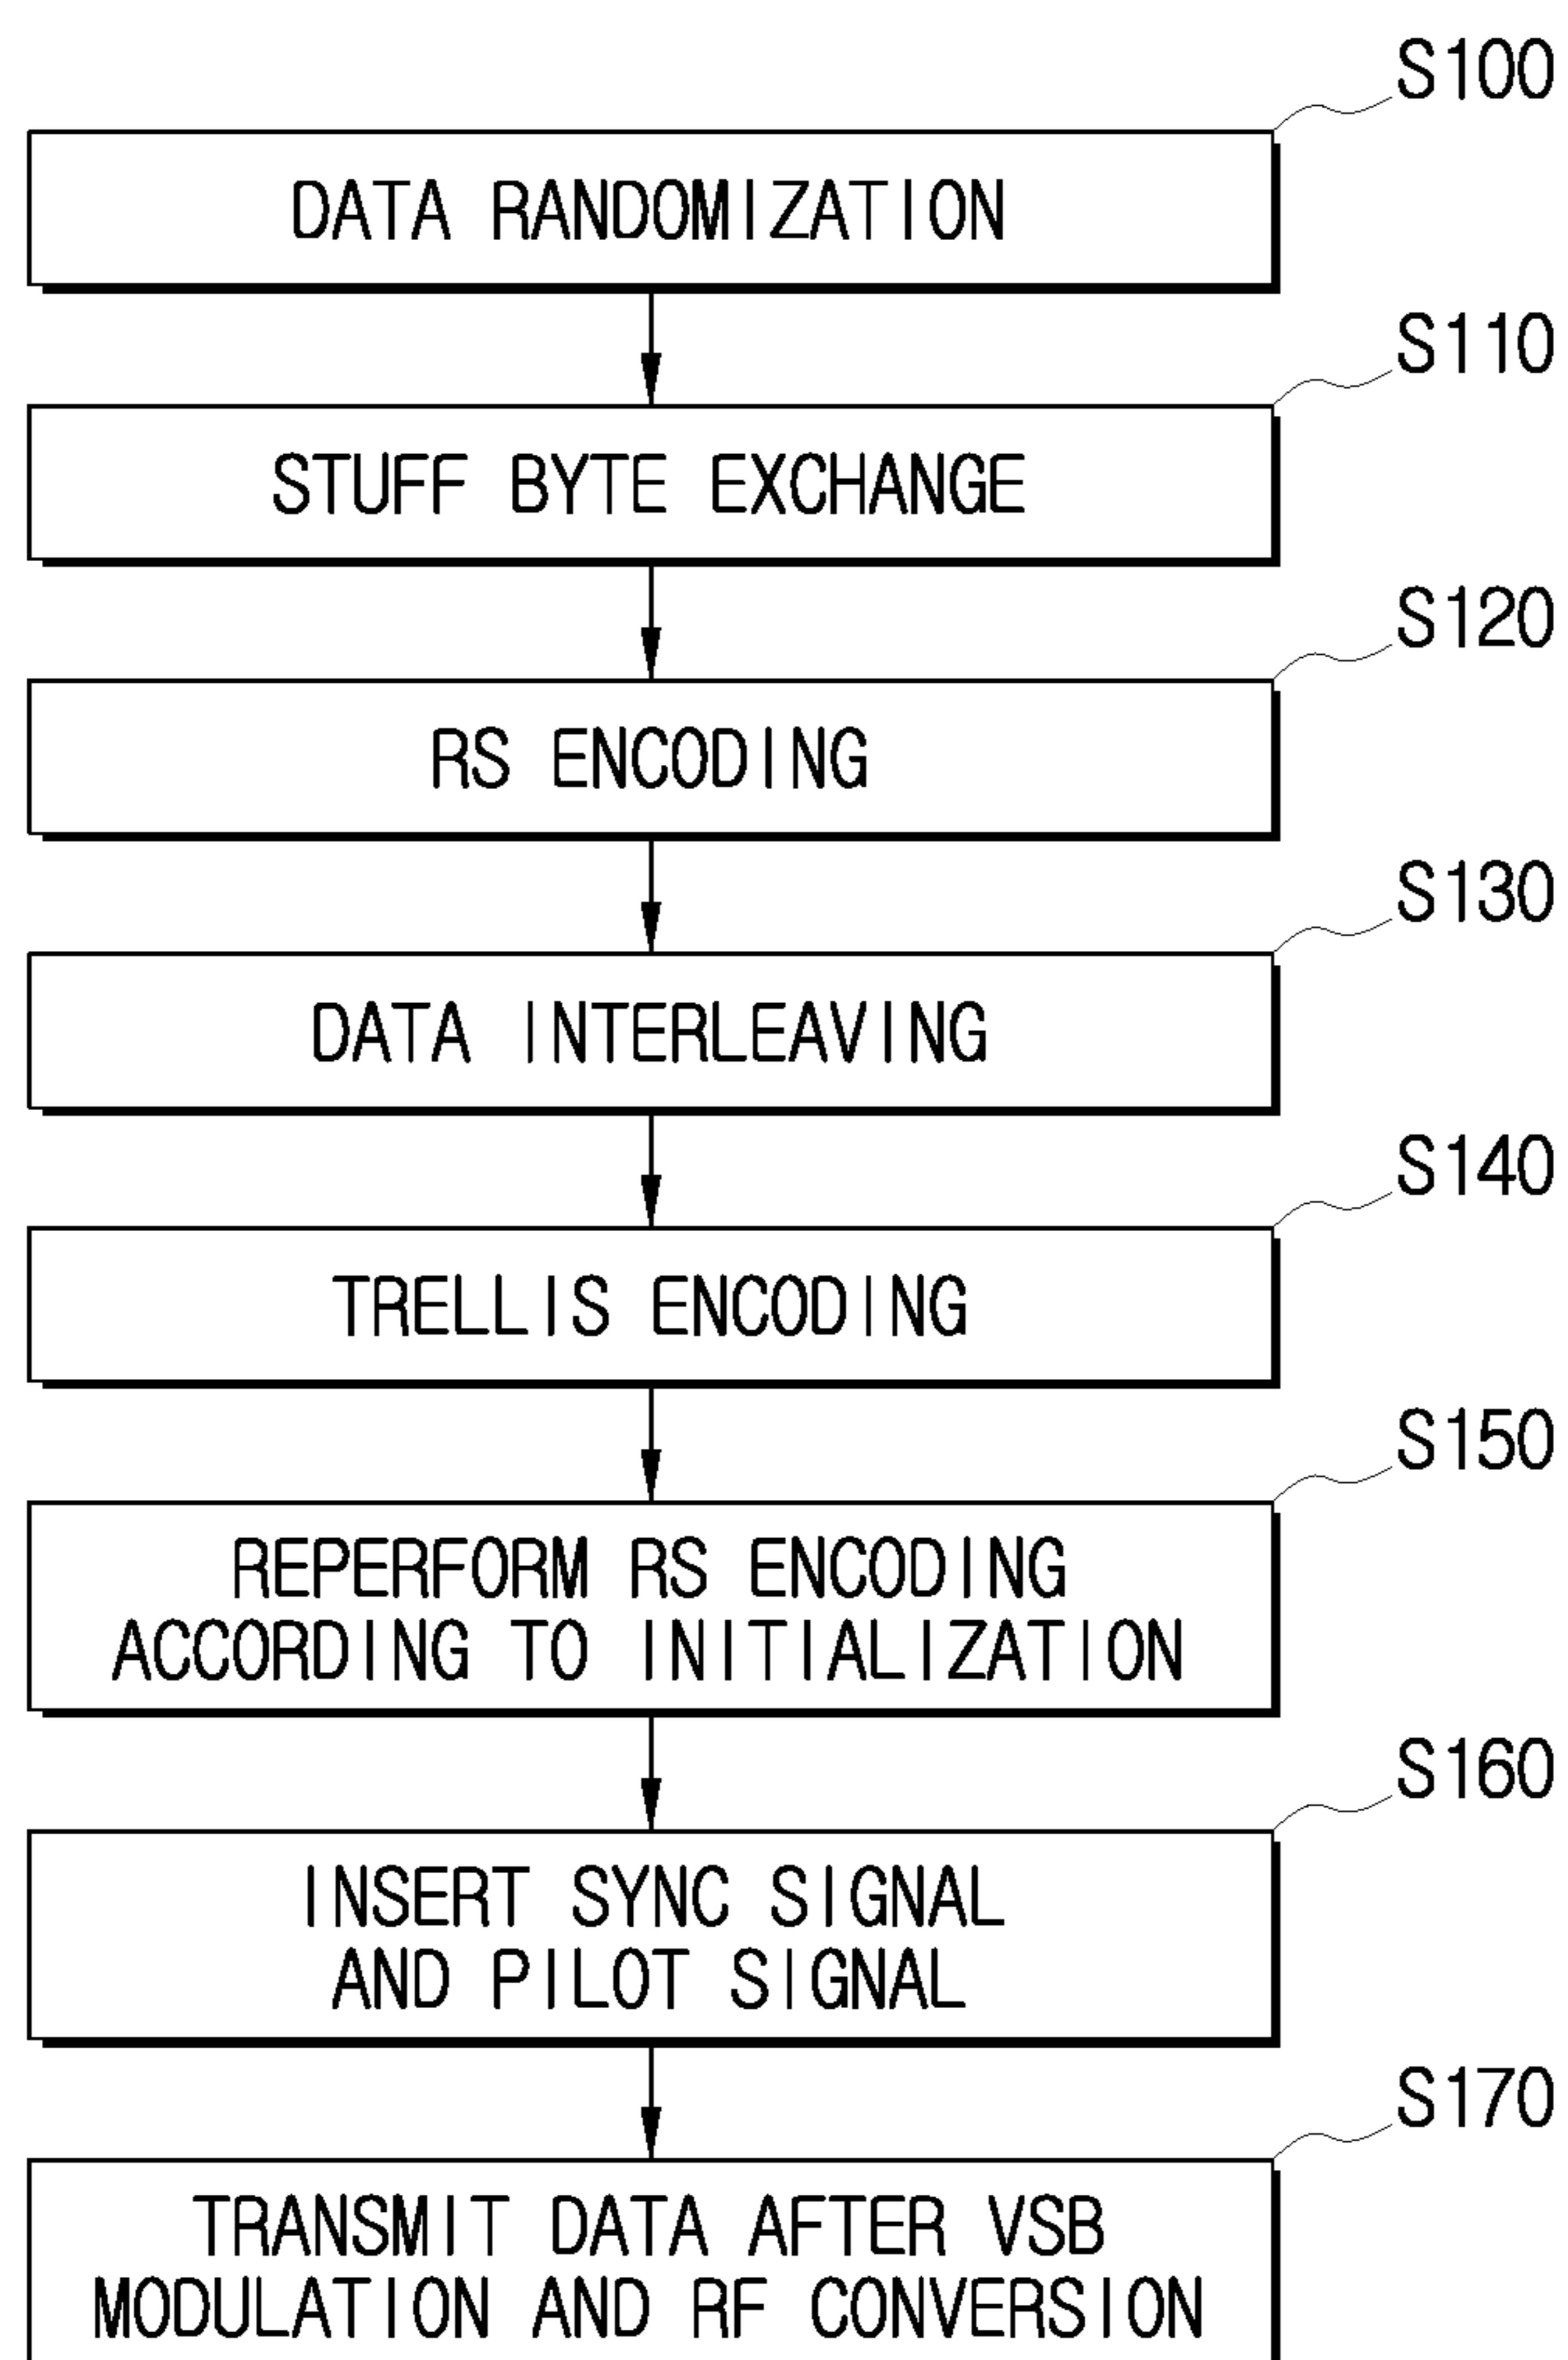 S100
DATA RANDOMIZATION
S110
STUFF BYTE EXCHANGE
S120
RS ENCODING
S130
DATA INTERLEAVING
S140
TRELLIS ENCODING
S150
REPERFORM RS ENCODING
ACCORDING TO INITIALIZATION
S160
INSERT SYNC SIGNAL
AND PILOT SIGNAL
S170
TRANSMIT DATA AFTER VSB
MODULATION AND RF CONVERSION